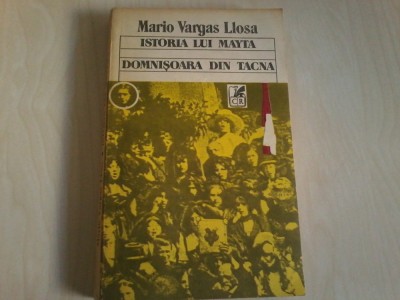 Mario Vargas Llosa
ISTORIA LUI MAYTA
DOMNIȘOARA DIN TACNA
CR